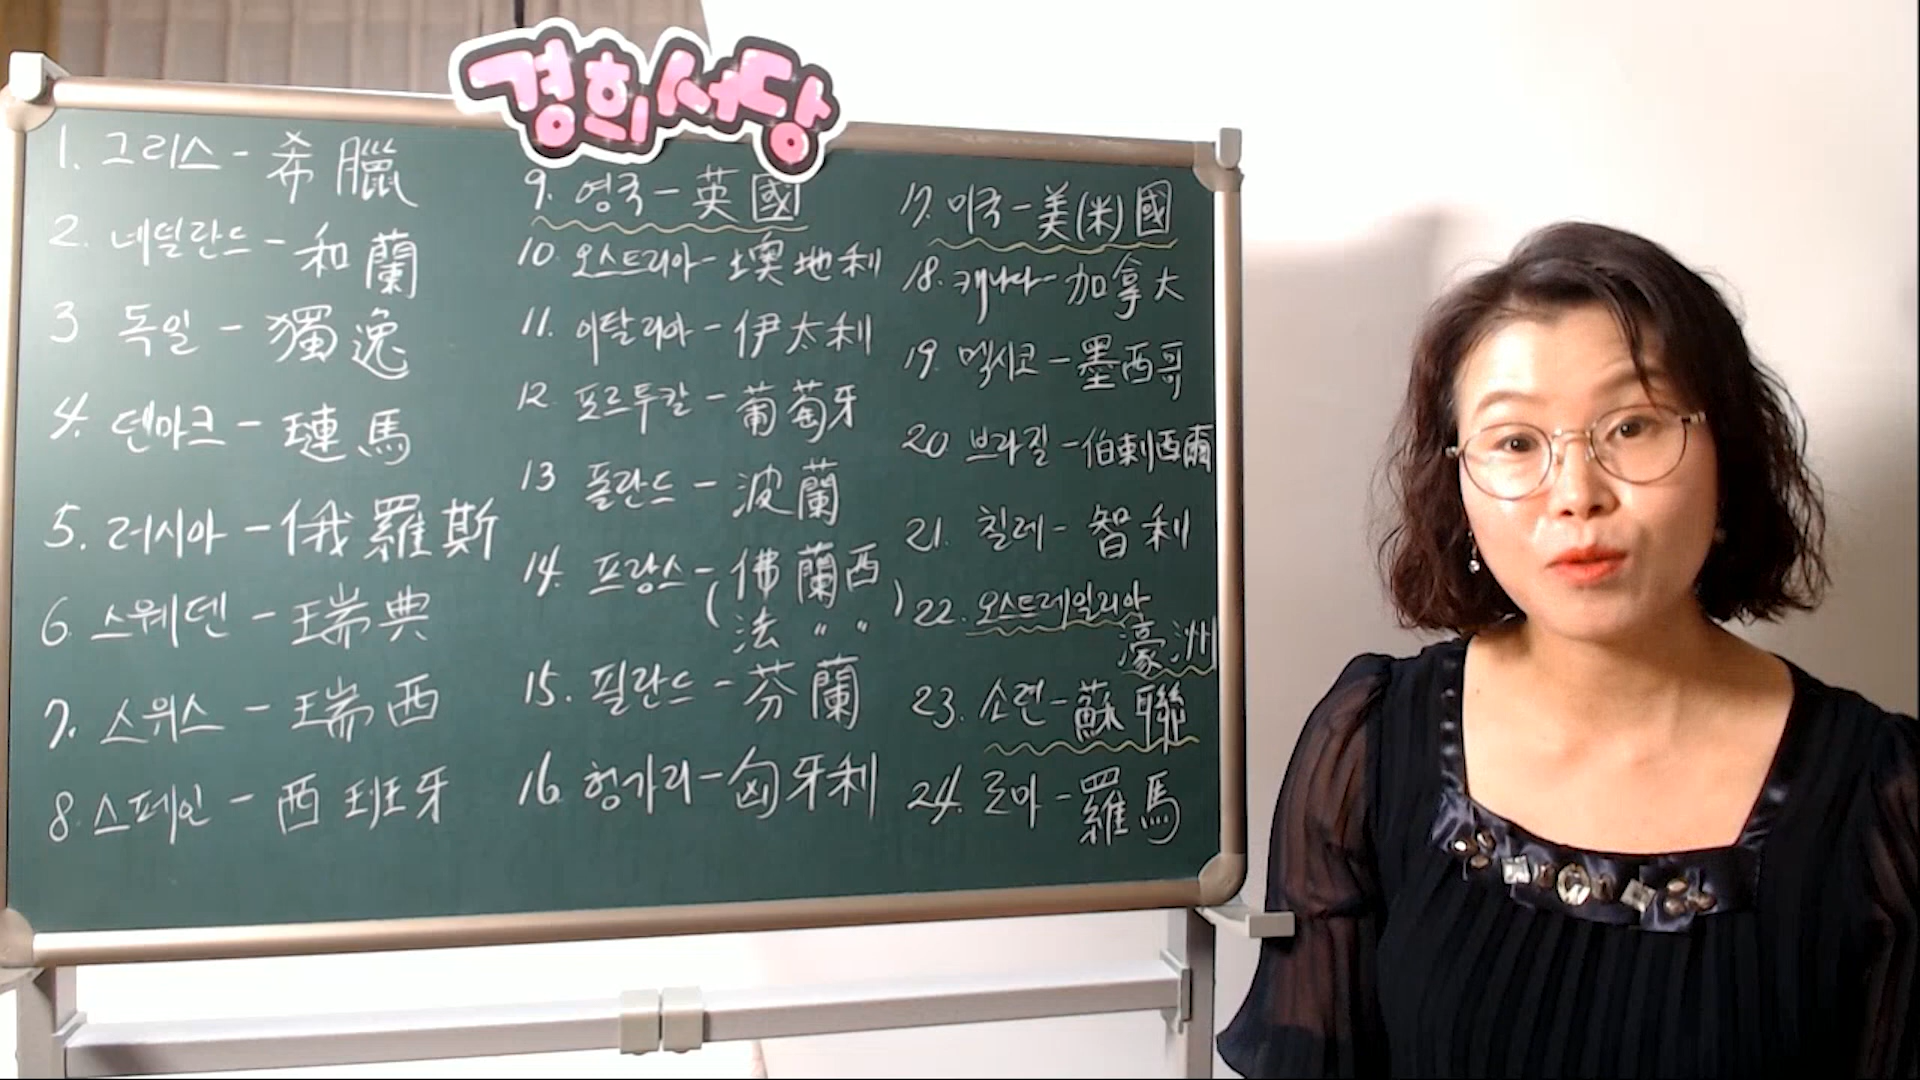 경희서당
1. 그리스 - 希臘
2. 네덜란드 - 和蘭
3 독일 - 獨逸
4. 덴마크 - 璉馬
5. 러시아 - 俄羅斯
6 스웨덴 - 瑞典
7. 스위스 - 瑞西
8. 스페인 - 西班牙
9. 영국 - 英國
10 오스트리아 - 墺地利
11. 이탈리아 - 伊太利
12 포르투칼 - 葡萄牙
13 폴란드 - 波蘭
14. 프랑스 - 佛蘭西
(法 〃 〃)
15. 필란드 - 芬蘭
16 헝가리 - 匈牙利
17. 미국 - 美(米)國
18. 캐나다 - 加拿大
19. 멕시코 - 墨西哥
20 브라질 - 伯剌西爾
21. 칠레 - 智利
22. 오스트레일리아
濠洲
23. 소련 - 蘇聯
24. 로마 - 羅馬